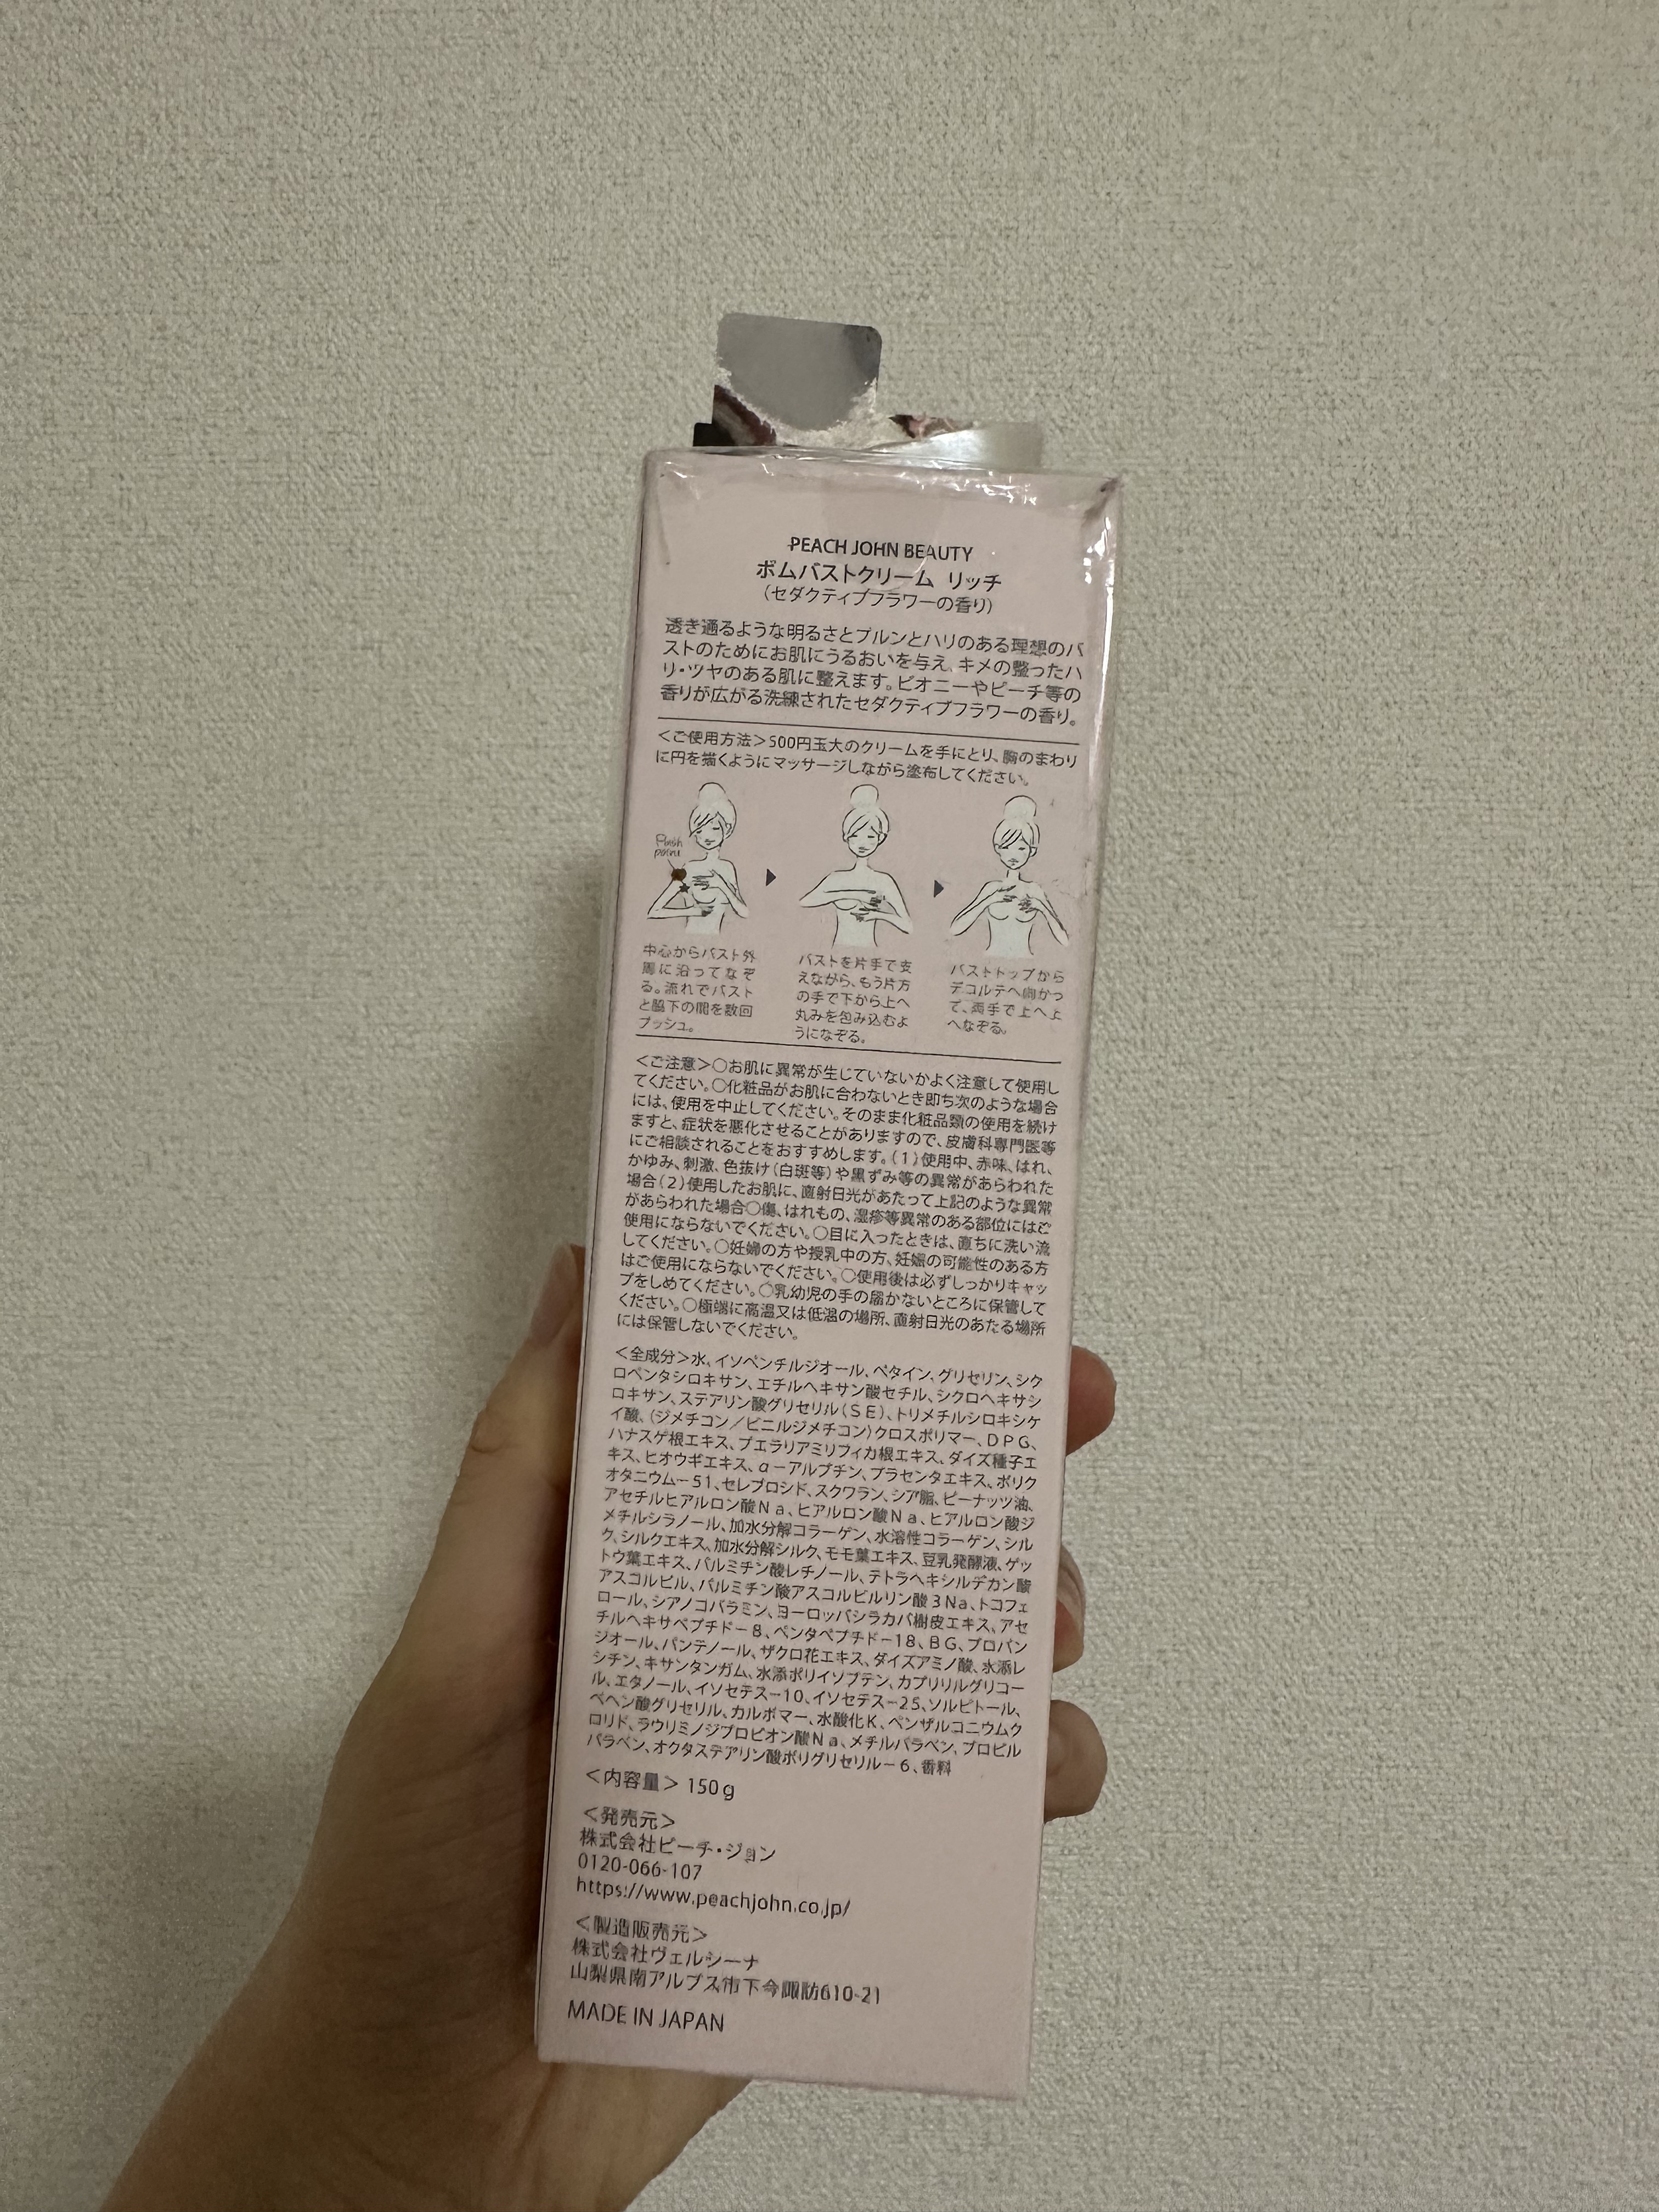 PEACH JOHN BEAUTY
ボムバストクリーム リッチ
（セダクティブフラワーの香り）
透き通るような明るさとプルンとハリのある理想のバ
ストのためにお肌にうるおいを与え、キメの整ったハ
リ・ツヤのある肌に整えます。ピオニーやピーチ等の
香りが広がる洗練されたセダクティブフラワーの香り。
＜ご使用方法＞500円玉大のクリームを手にとり、胸のまわり
に円を描くようにマッサージしながら塗布してください。
Push
point
中心からバスト外
周に沿ってなぞ
る。流れでバスト
と脇下の間を数回
プッシュ。
バストを片手で支
えながら、もう片方
の手で下から上へ
丸みを包み込むよ
うになぞる。
バストトップから
デコルテへ向かっ
て、両手で上へ上
へなぞる。
＜ご注意＞○お肌に異常が生じていないかよく注意して使用し
てください。○化粧品がお肌に合わないとき即ち次のような場合
には、使用を中止してください。そのまま化粧品類の使用を続け
ますと、症状を悪化させることがありますので、皮膚科専門医等
にご相談されることをおすすめします。（1）使用中、赤味、はれ、
かゆみ、刺激、色抜け（白斑等）や黒ずみ等の異常があらわれた
場合（2）使用したお肌に、直射日光があたって上記のような異常
があらわれた場合○傷、はれもの、湿疹等異常のある部位にはご
使用にならないでください。○目に入ったときは、直ちに洗い流
してください。○妊婦の方や授乳中の方、妊娠の可能性のある方
はご使用にならないでください。○使用後は必ずしっかりキャッ
プをしめてください。○乳幼児の手の届かないところに保管して
ください。○極端に高温又は低温の場所、直射日光のあたる場所
には保管しないでください。
＜全成分＞水、イソペンチルジオール、ベタイン、グリセリン、シク
ロペンタシロキサン、エチルヘキサン酸セチル、シクロヘキサシ
ロキサン、ステアリン酸グリセリル（ＳＥ）、トリメチルシロキシケ
イ酸、（ジメチコン／ビニルジメチコン）クロスポリマー、ＤＰＧ、
ハナスゲ根エキス、プエラリアミリフィカ根エキス、ダイズ種子エ
キス、ヒオウギエキス、α－アルブチン、プラセンタエキス、ポリク
オタニウム－51、セレブロシド、スクワラン、シア脂、ピーナッツ油、
アセチルヒアルロン酸Ｎａ、ヒアルロン酸Ｎａ、ヒアルロン酸ジ
メチルシラノール、加水分解コラーゲン、水溶性コラーゲン、シル
ク、シルクエキス、加水分解シルク、モモ葉エキス、豆乳発酵液、ゲッ
トウ葉エキス、パルミチン酸レチノール、テトラヘキシルデカン酸
アスコルビル、パルミチン酸アスコルビルリン酸３Na、トコフェ
ロール、シアノコバラミン、ヨーロッパシラカバ樹皮エキス、アセ
チルヘキサペプチド－８、ペンタペプチド－18、ＢＧ、プロパン
ジオール、パンテノール、ザクロ花エキス、ダイズアミノ酸、水添レ
シチン、キサンタンガム、水添ポリイソブテン、カプリリルグリコー
ル、エタノール、イソセテス－10、イソセテス－25、ソルビトール、
ベヘン酸グリセリル、カルボマー、水酸化Ｋ、ベンザルコニウムク
ロリド、ラウリミノジプロピオン酸Ｎａ、メチルパラベン、プロピル
パラベン、オクタステアリン酸ポリグリセリル－６、香料
＜内容量＞ 150g
＜発売元＞
株式会社ピーチ・ジョン
0120-066-107
https://www.peachjohn.co.jp/
＜製造販売元＞
株式会社ヴェルシーナ
山梨県南アルプス市下今諏訪610-21
MADE IN JAPAN